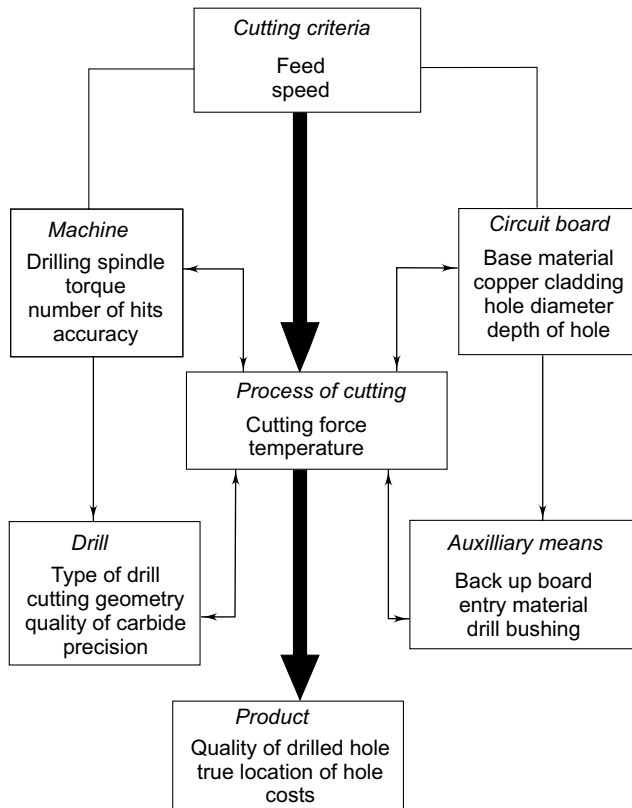 Cutting criteria
Feed
speed
Machine
Drilling spindle
torque
number of hits
accuracy
Circuit board
Base material
copper cladding
hole diameter
depth of hole
Process of cutting
Cutting force
temperature
Drill
Type of drill
cutting geometry
quality of carbide
precision
Auxilliary means
Back up board
entry material
drill bushing
Product
Quality of drilled hole
true location of hole
costs